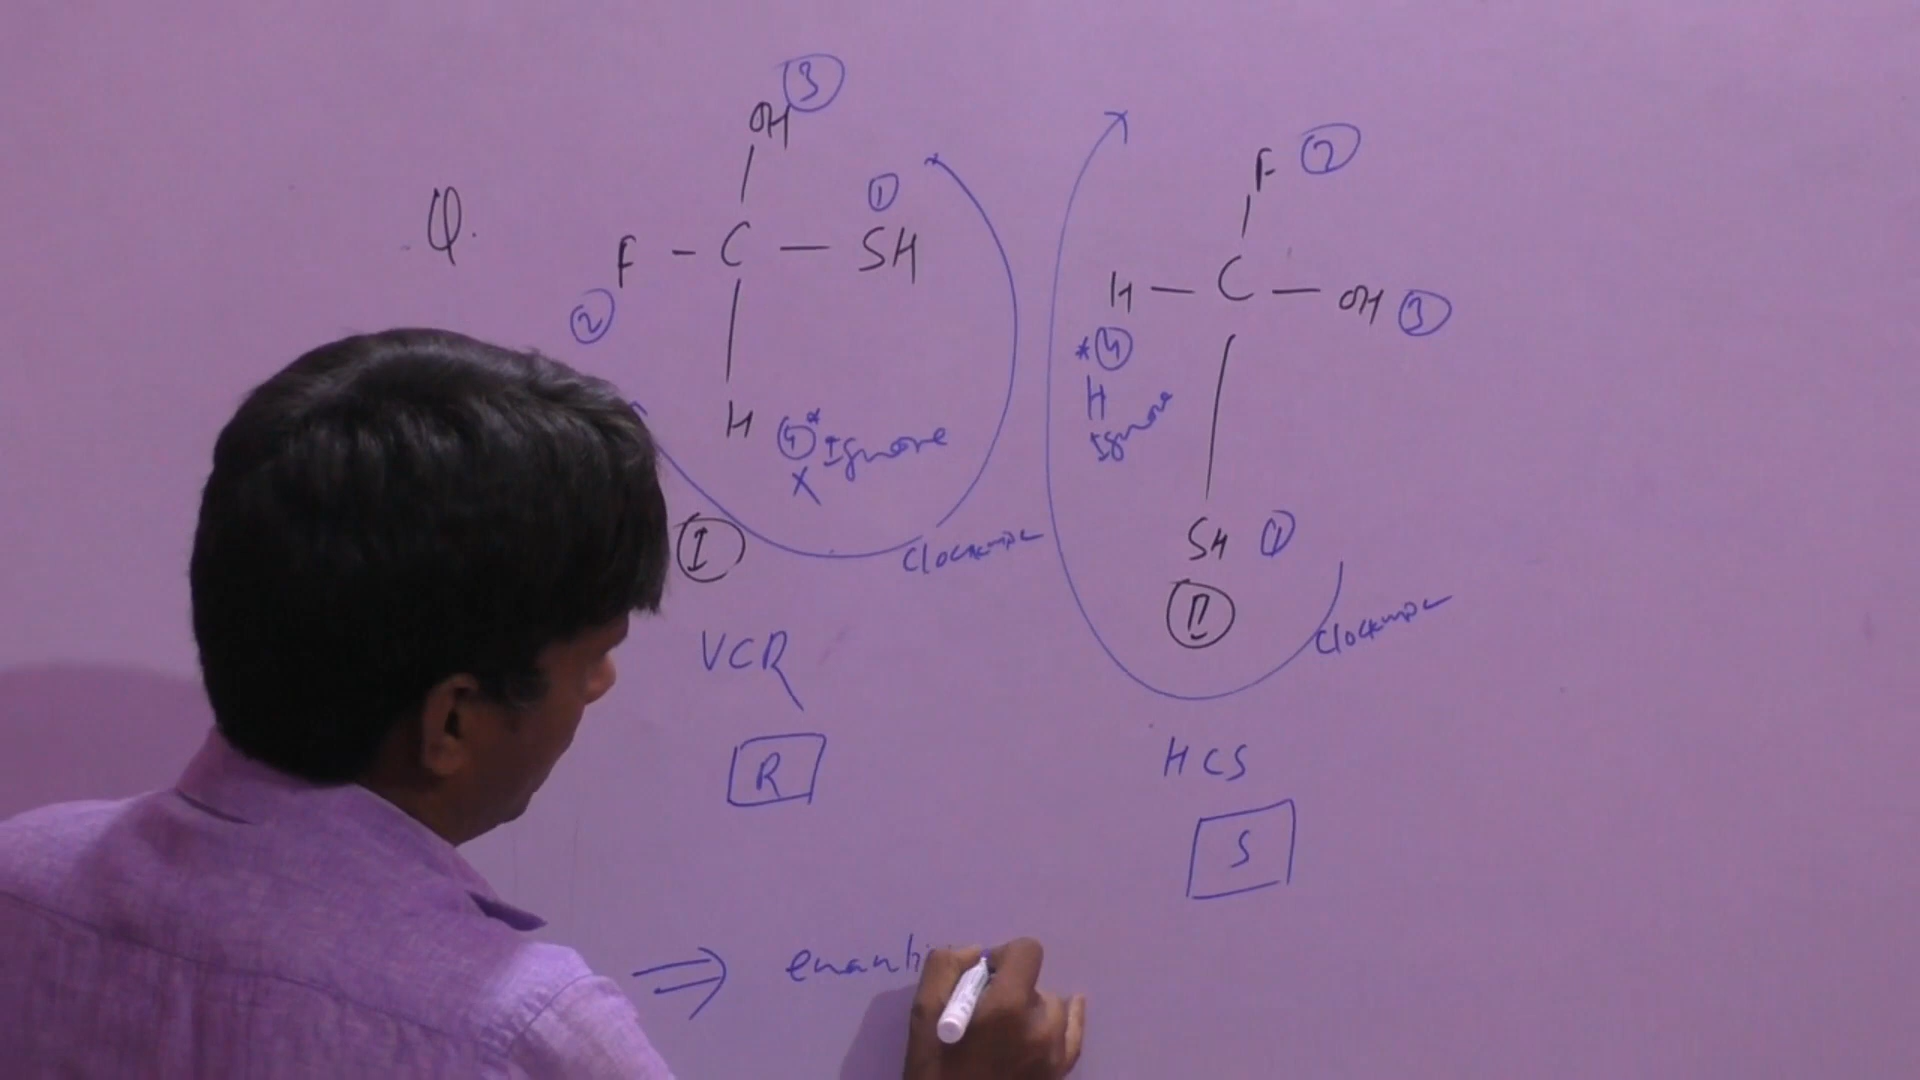 Q.
OH 3
1
F - C - SH
2
H 4* Ignore
X
Clockwise
I
VCR
R
F 2
H - C - OH 3
* 4
H
Ignore
SH 1
II
Clockwise
HCS
S
⇒ enanti